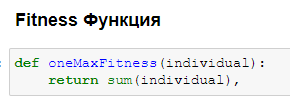 Fitness Функция
def oneMaxFitness(individual):
    return sum(individual),